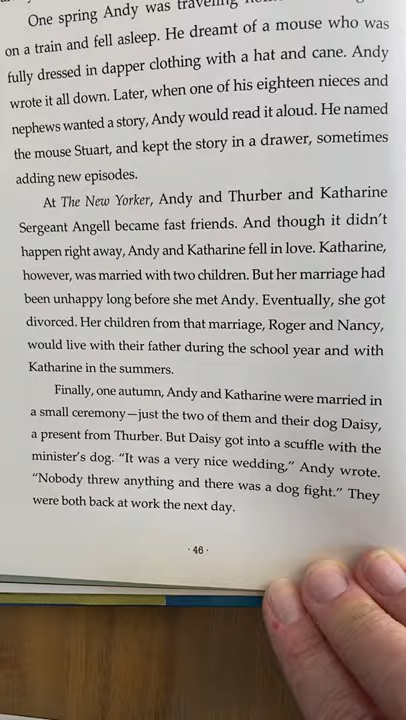 One spring Andy was traveling
on a train and fell asleep. He dreamt of a mouse who was
fully dressed in dapper clothing with a hat and cane. Andy
wrote it all down. Later, when one of his eighteen nieces and
nephews wanted a story, Andy would read it aloud. He named
the mouse Stuart, and kept the story in a drawer, sometimes
adding new episodes.
At The New Yorker, Andy and Thurber and Katharine
Sergeant Angell became fast friends. And though it didn’t
happen right away, Andy and Katharine fell in love. Katharine,
however, was married with two children. But her marriage had
been unhappy long before she met Andy. Eventually, she got
divorced. Her children from that marriage, Roger and Nancy,
would live with their father during the school year and with
Katharine in the summers.
Finally, one autumn, Andy and Katharine were married in
a small ceremony—just the two of them and their dog Daisy,
a present from Thurber. But Daisy got into a scuffle with the
minister’s dog. “It was a very nice wedding,” Andy wrote.
“Nobody threw anything and there was a dog fight.” They
were both back at work the next day.
· 46 ·